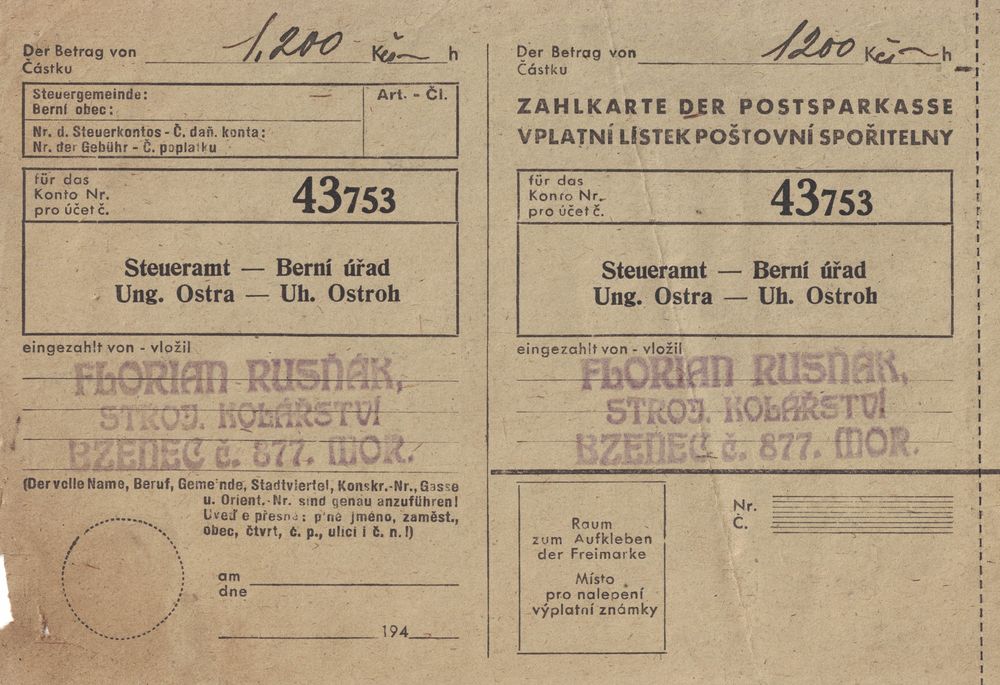 Der Betrag von 1,200 Kčs h
Částku
Steuergemeinde: Art. - Čl.
Berní obec:
Nr. d. Steuerkontos - Č. daň. konta:
Nr. der Gebühr - Č. poplatku
für das
Konto Nr. 43753
pro účet č.
Steueramt — Berní úřad
Ung. Ostra — Uh. Ostroh
eingezahlt von - vložil
FLORIAN RUSŇÁK,
STROJ. KOLÁŘSTVÍ
BZENEC č. 877. MOR.
(Der volle Name, Beruf, Gemeinde, Stadtviertel, Konskr.-Nr., Gasse
u. Orient.-Nr. sind genau anzuführen!
Uveďte přesně: plné jméno, zaměst.,
obec, čtvrt, č. p., ulici i č. n.!)
am
dne
194
Der Betrag von 1200 Kčs h
Částku
ZAHLKARTE DER POSTSPARKASSE
VPLATNÍ LÍSTEK POŠTOVNÍ SPOŘITELNY
für das
Konto Nr. 43753
pro účet č.
Steueramt — Berní úřad
Ung. Ostra — Uh. Ostroh
eingezahlt von - vložil
FLORIAN RUSŇÁK,
STROJ. KOLÁŘSTVÍ
BZENEC č. 877. MOR.
Raum
zum Aufkleben
der Freimarke
Místo
pro nalepení
výplatní známky
Nr.
Č.